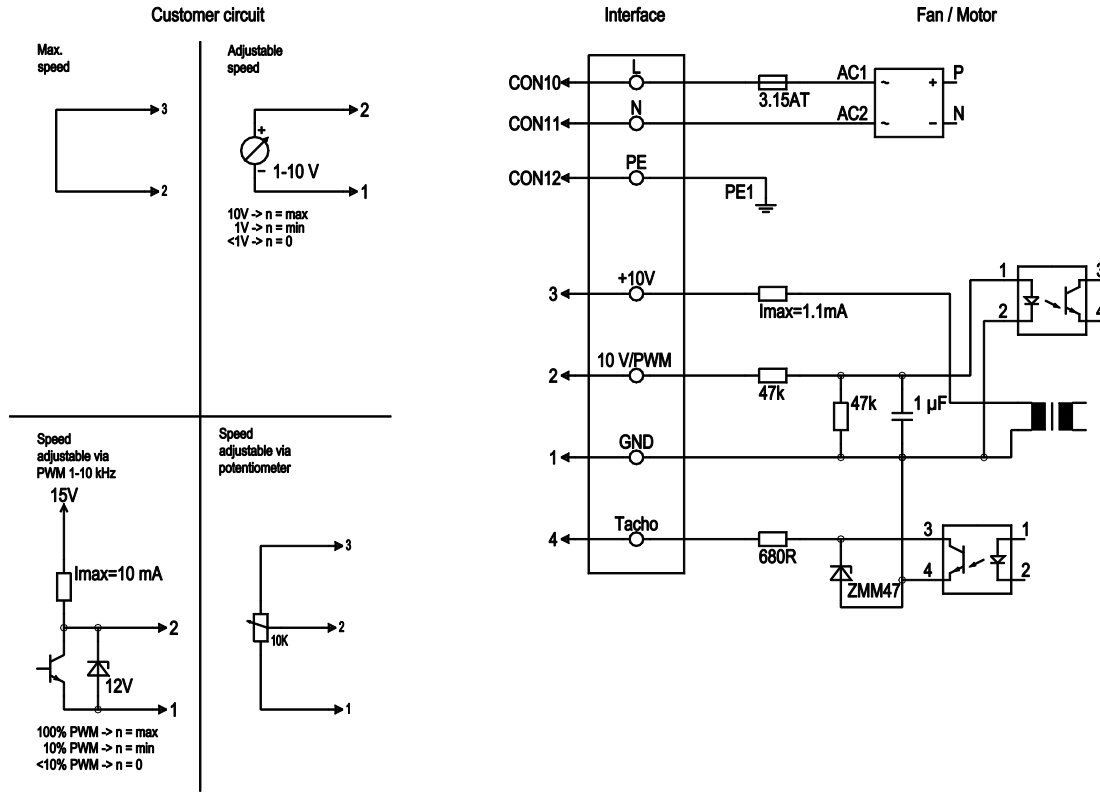 Customer circuit
Interface
Fan / Motor
Max.
speed
3
2
Adjustable
speed
2
+
–
1-10 V
1
10V -> n = max
1V -> n = min
<1V -> n = 0
Speed
adjustable via
PWM 1-10 kHz
15V
Imax=10 mA
2
12V
1
100% PWM -> n = max
10% PWM -> n = min
<10% PWM -> n = 0
Speed
adjustable via
potentiometer
3
2
10K
1
L
CON10
3.15AT
AC1
~
+
P
N
CON11
AC2
~
–
N
PE
CON12
PE1
+10V
3
Imax=1.1mA
1
2
3
4
10 V/PWM
2
47k
47k
1 µF
GND
1
Tacho
4
680R
ZMM47
3
4
1
2